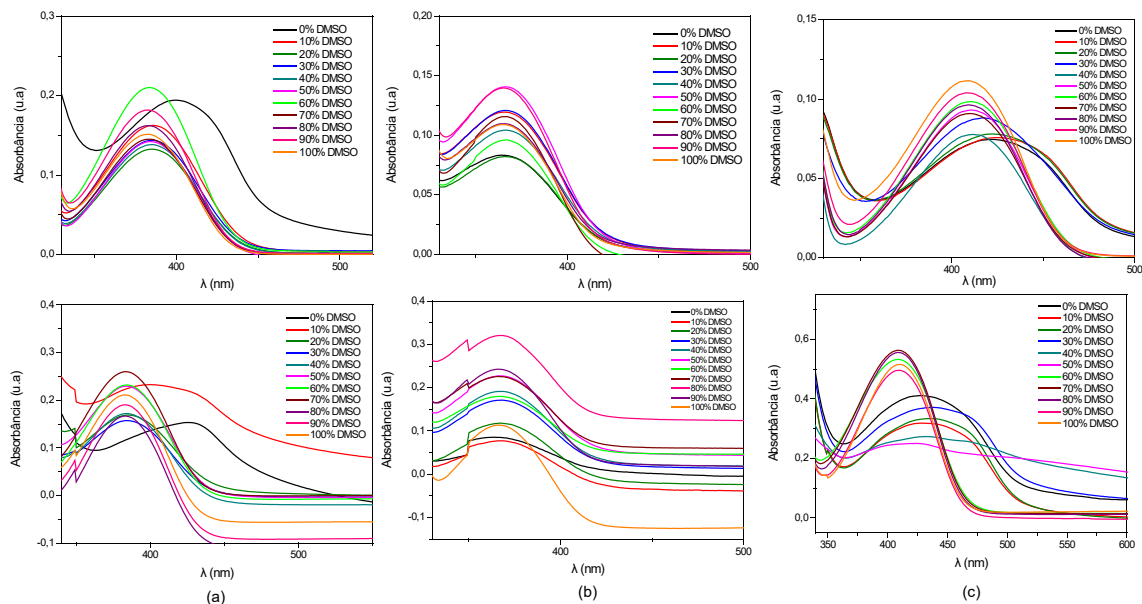 Absorbância (u.a)
0,3
0,2
0,1
0,0
0% DMSO
10% DMSO
20% DMSO
30% DMSO
40% DMSO
50% DMSO
60% DMSO
70% DMSO
80% DMSO
90% DMSO
100% DMSO
400 500
λ (nm)
Absorbância (u.a)
0,20
0,15
0,10
0,05
0,00
0% DMSO
10% DMSO
20% DMSO
30% DMSO
40% DMSO
50% DMSO
60% DMSO
70% DMSO
80% DMSO
90% DMSO
100% DMSO
400 500
λ (nm)
Absorbância (u.a)
0,15
0,10
0,05
0,00
0% DMSO
10% DMSO
20% DMSO
30% DMSO
40% DMSO
50% DMSO
60% DMSO
70% DMSO
80% DMSO
90% DMSO
100% DMSO
400 500
λ (nm)
Absorbância (u.a)
0,4
0,3
0,2
0,1
0,0
-0,1
0% DMSO
10% DMSO
20% DMSO
30% DMSO
40% DMSO
50% DMSO
60% DMSO
70% DMSO
80% DMSO
90% DMSO
100% DMSO
400 500
λ (nm)
(a)
Absorbância (u.a)
0,4
0,3
0,2
0,1
0,0
-0,1
0% DMSO
10% DMSO
20% DMSO
30% DMSO
40% DMSO
50% DMSO
60% DMSO
70% DMSO
80% DMSO
90% DMSO
100% DMSO
400 500
λ (nm)
(b)
Absorbância (u.a)
0,6
0,4
0,2
0,0
0% DMSO
10% DMSO
20% DMSO
30% DMSO
40% DMSO
50% DMSO
60% DMSO
70% DMSO
80% DMSO
90% DMSO
100% DMSO
350 400 450 500 550 600
λ (nm)
(c)